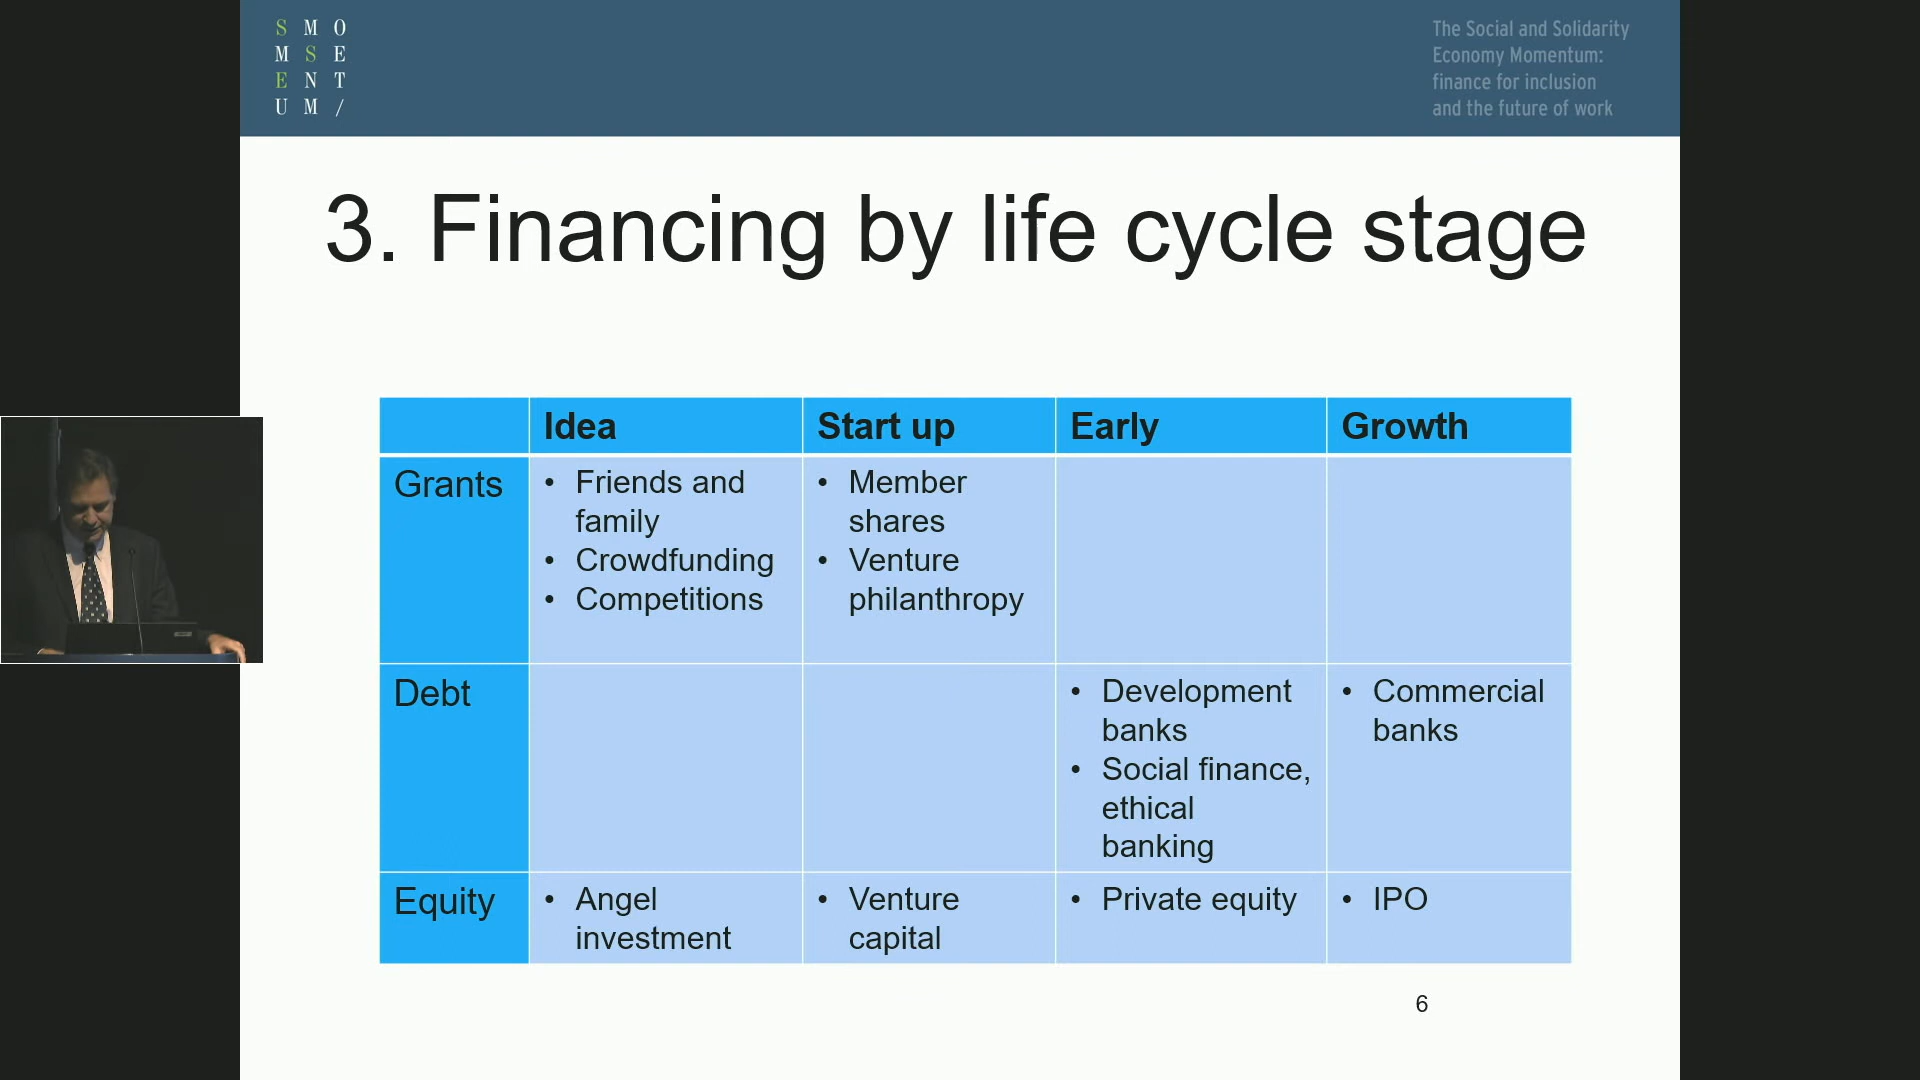 S M O
M S E
E N T
U M /
The Social and Solidarity
Economy Momentum:
finance for inclusion
and the future of work
3. Financing by life cycle stage
Idea
Start up
Early
Growth
Grants
• Friends and
family
• Crowdfunding
• Competitions
• Member
shares
• Venture
philanthropy
Debt
• Development
banks
• Social finance,
ethical
banking
• Commercial
banks
Equity
• Angel
investment
• Venture
capital
• Private equity
• IPO
6